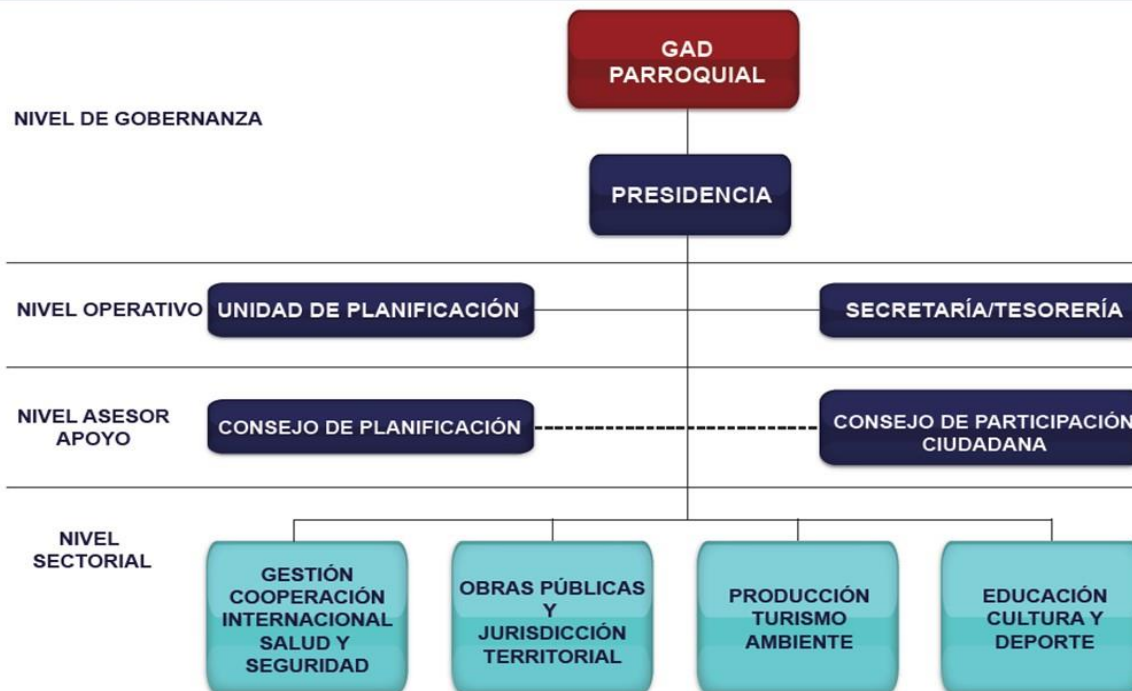 GAD
PARROQUIAL
NIVEL DE GOBERNANZA
PRESIDENCIA
NIVEL OPERATIVO
UNIDAD DE PLANIFICACIÓN
SECRETARÍA/TESORERÍA
NIVEL ASESOR
APOYO
CONSEJO DE PLANIFICACIÓN
CONSEJO DE PARTICIPACIÓN
CIUDADANA
NIVEL
SECTORIAL
GESTIÓN
COOPERACIÓN
INTERNACIONAL
SALUD Y
SEGURIDAD
OBRAS PÚBLICAS
Y
JURISDICCIÓN
TERRITORIAL
PRODUCCIÓN
TURISMO
AMBIENTE
EDUCACIÓN
CULTURA Y
DEPORTE